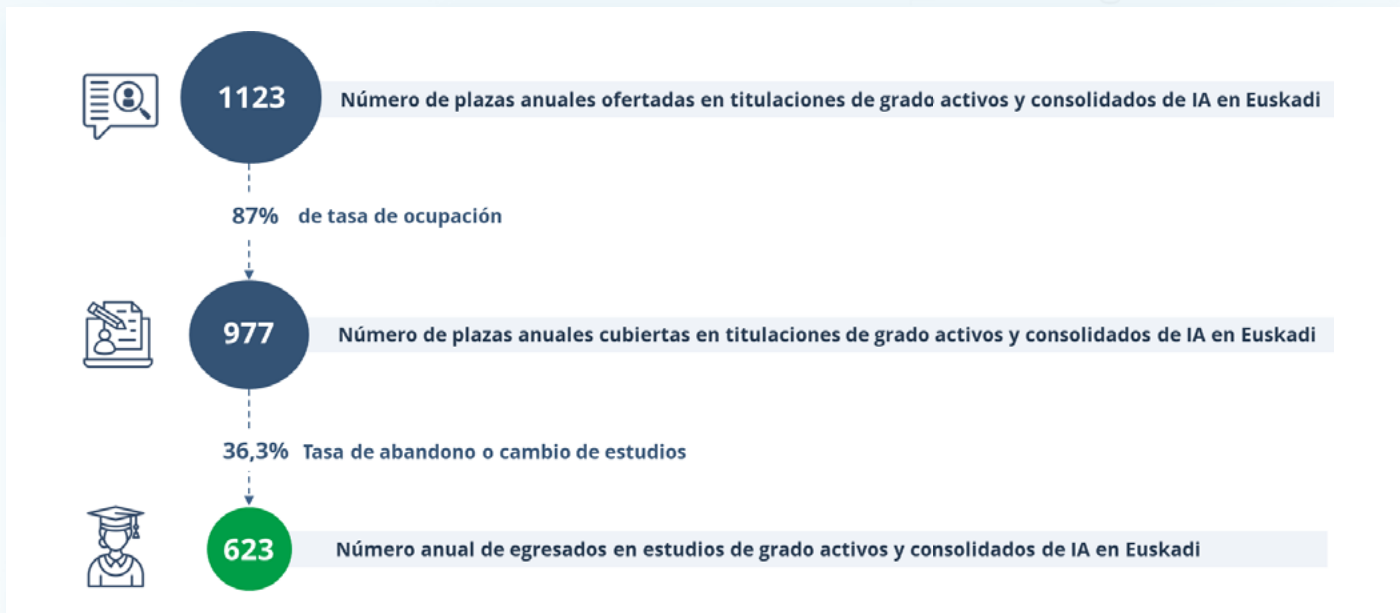 1123 Número de plazas anuales ofertadas en titulaciones de grado activos y consolidados de IA en Euskadi
87% de tasa de ocupación
977 Número de plazas anuales cubiertas en titulaciones de grado activos y consolidados de IA en Euskadi
36,3% Tasa de abandono o cambio de estudios
623 Número anual de egresados en estudios de grado activos y consolidados de IA en Euskadi